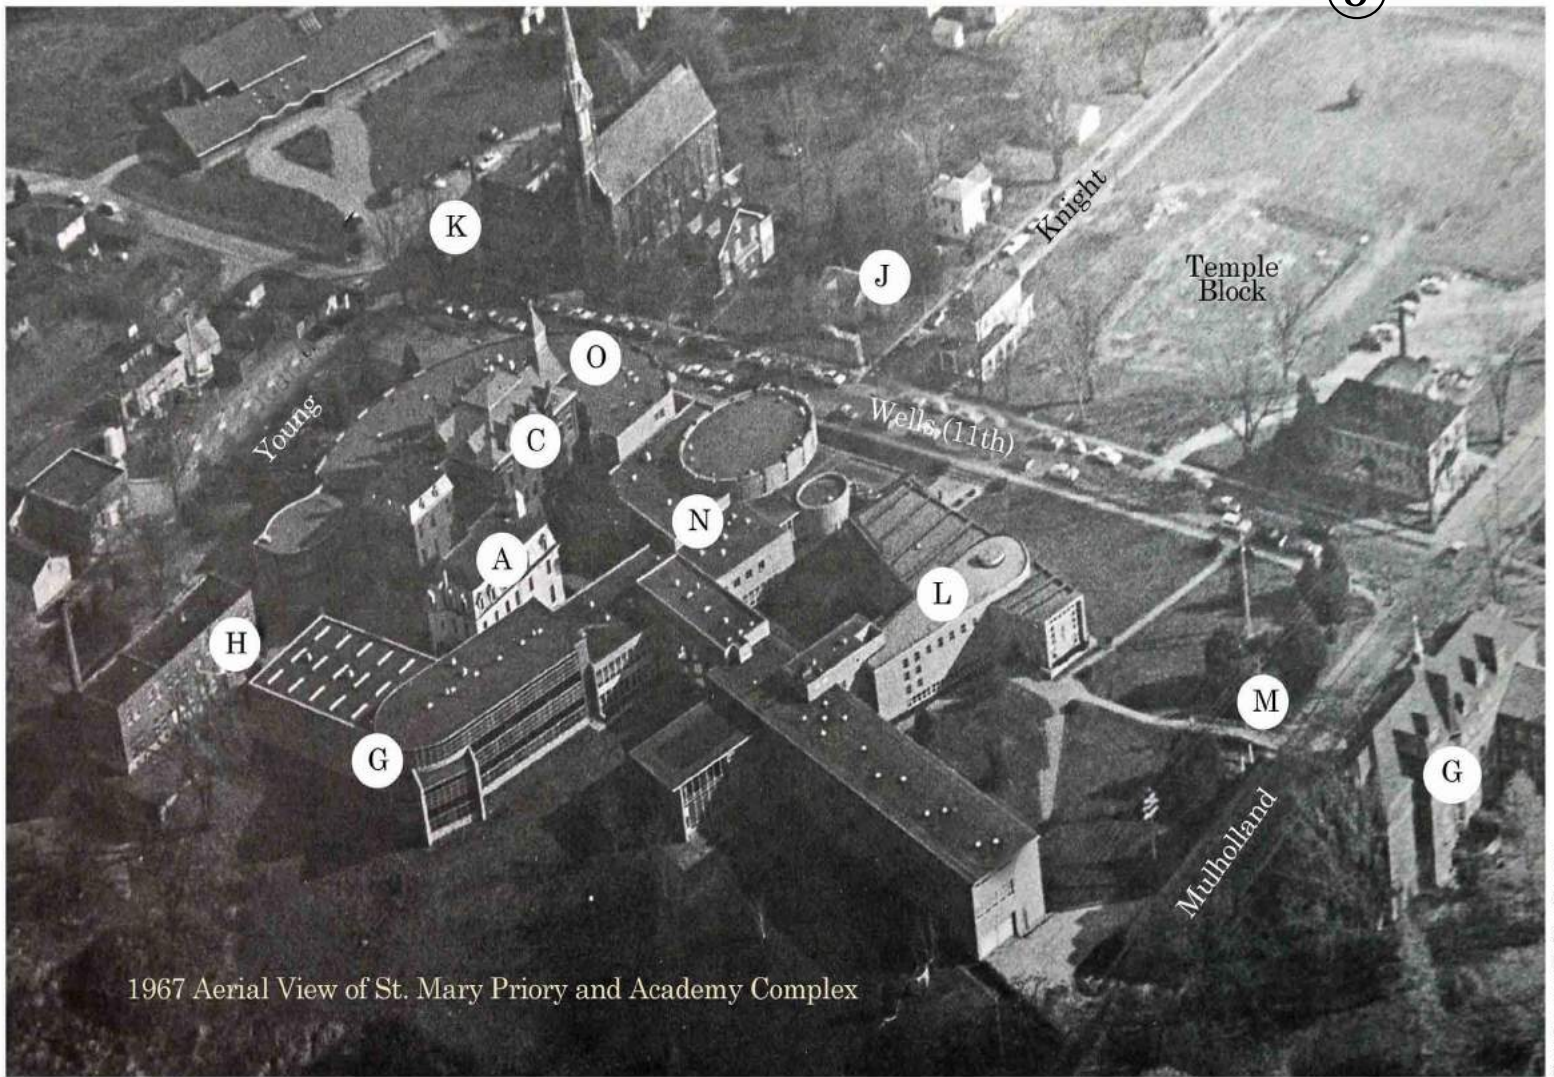 K
Knight
J
Temple
Block
O
Young
Wells (11th)
C
N
A
L
H
M
G
G
Mulholland
1967 Aerial View of St. Mary Priory and Academy Complex